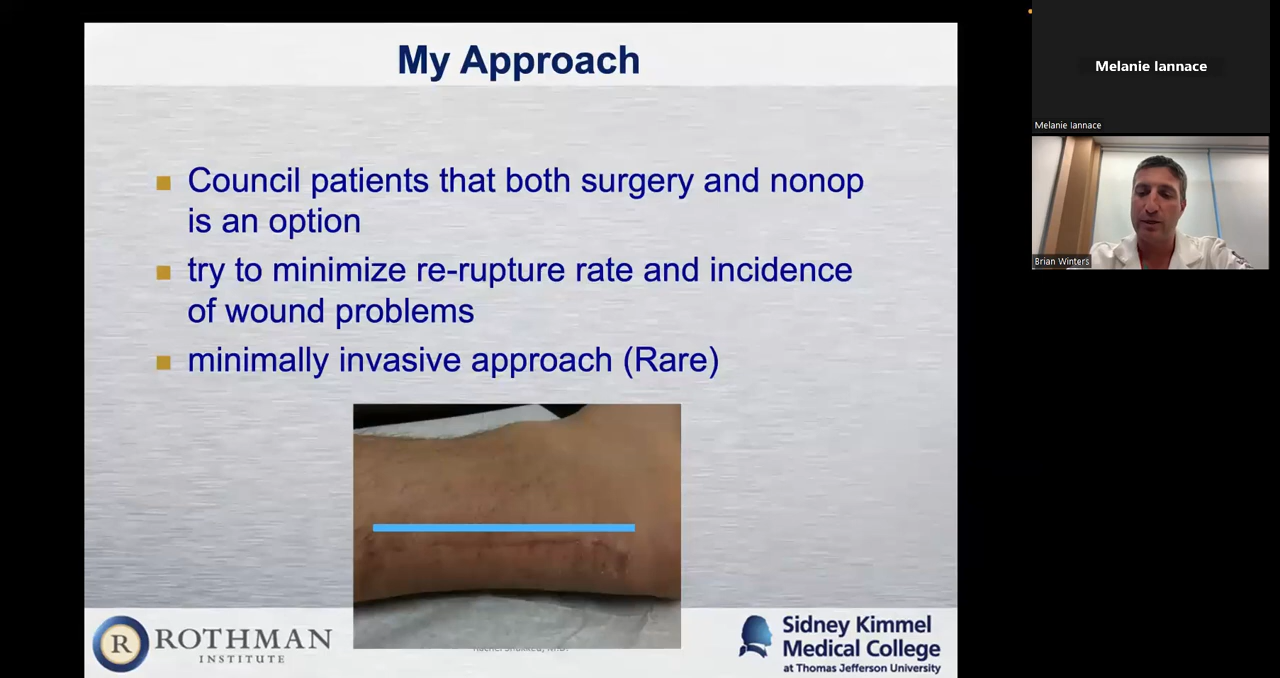 My Approach
Council patients that both surgery and nonop
is an option
try to minimize re-rupture rate and incidence
of wound problems
minimally invasive approach (Rare)
R ROTHMAN
INSTITUTE
Sidney Kimmel
Medical College
at Thomas Jefferson University
Melanie Iannace
Melanie Iannace
Brian Winters